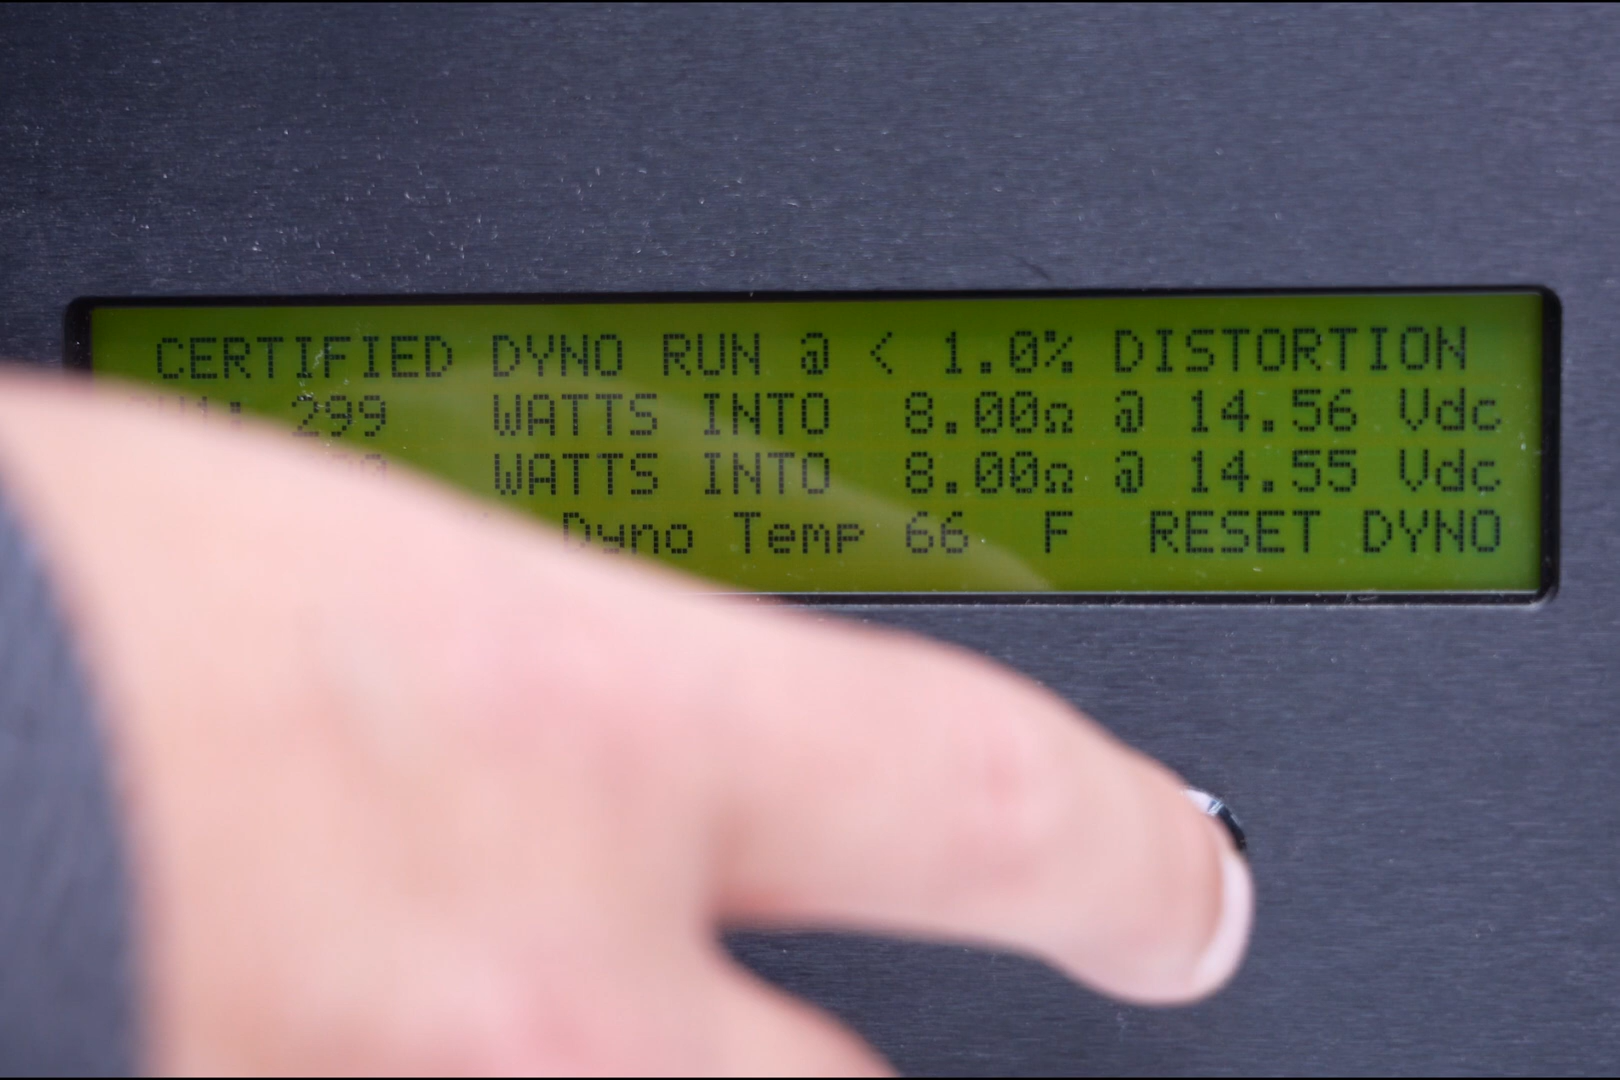 CERTIFIED DYNO RUN @ < 1.0% DISTORTION
299 WATTS INTO 8.00Ω @ 14.56 Vdc
WATTS INTO 8.00Ω @ 14.55 Vdc
Dyno Temp 66 F RESET DYNO